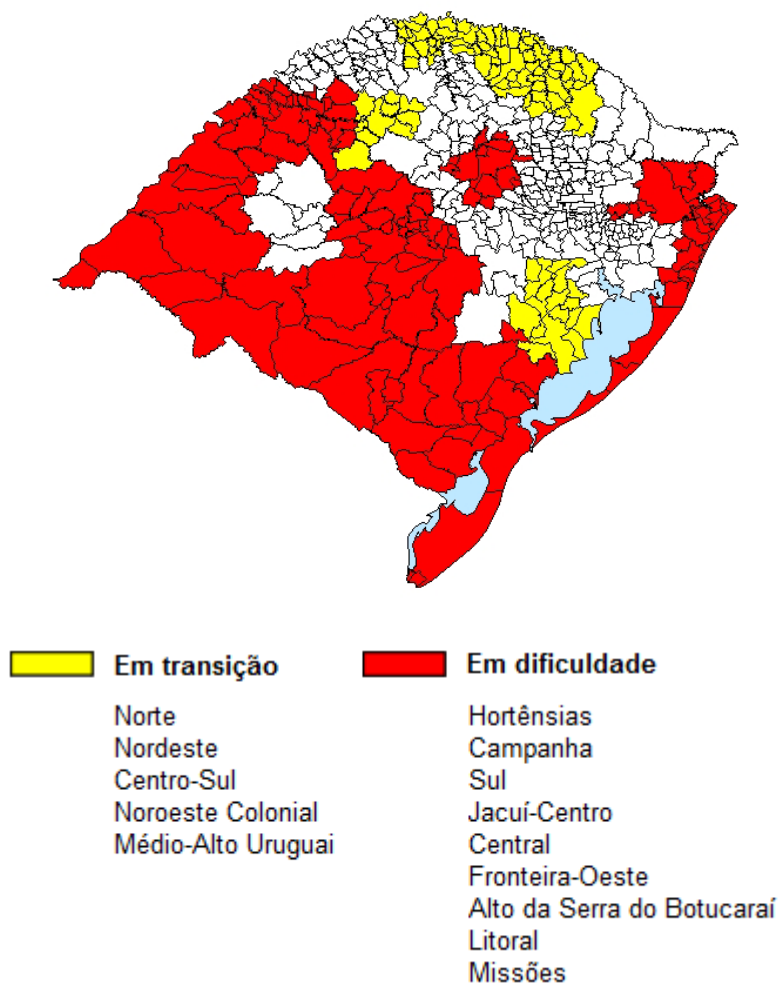 Em transição
Norte
Nordeste
Centro-Sul
Noroeste Colonial
Médio-Alto Uruguai
Em dificuldade
Hortênsias
Campanha
Sul
Jacuí-Centro
Central
Fronteira-Oeste
Alto da Serra do Botucaraí
Litoral
Missões